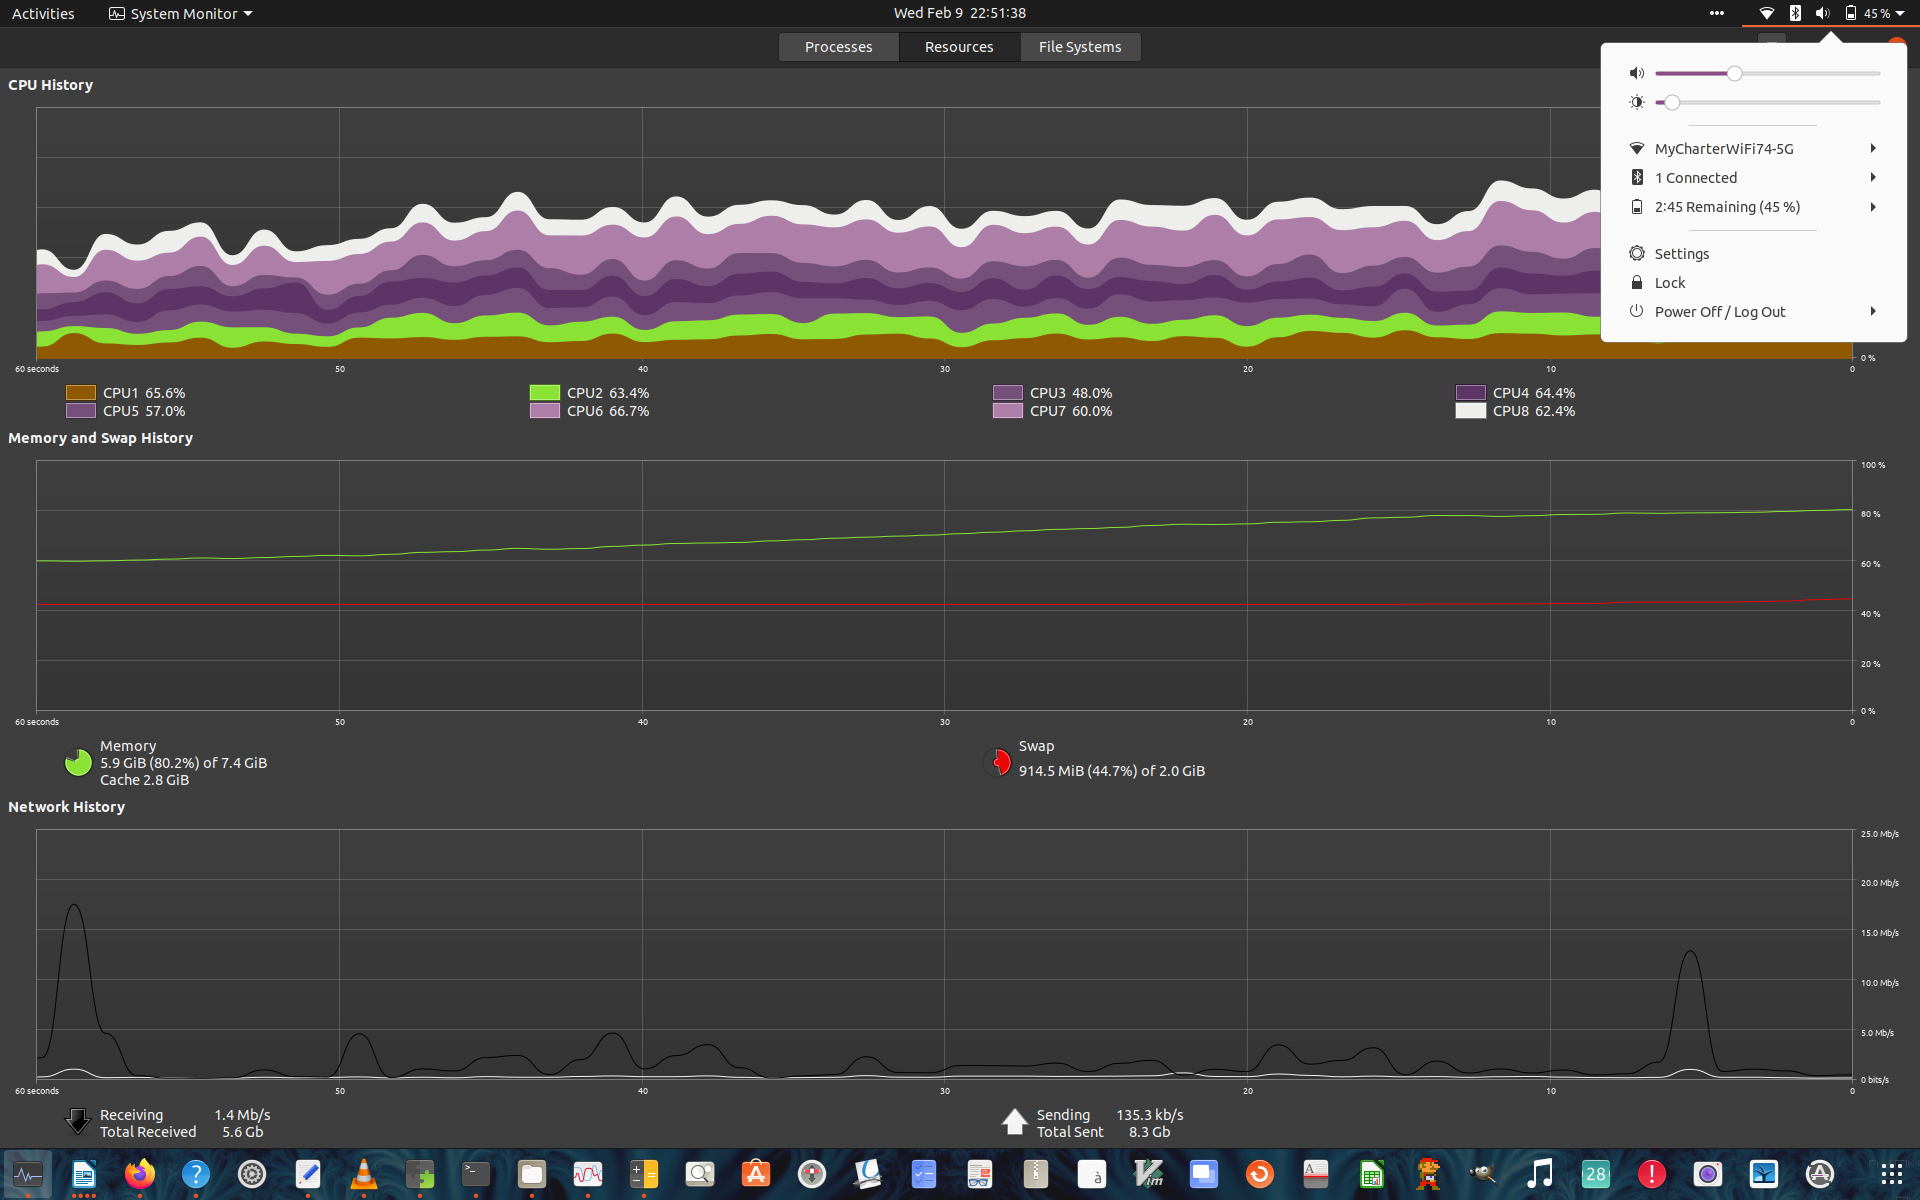 Activities
System Monitor
Wed Feb 9 22:51:38
45 %
Processes
Resources
File Systems
MyCharterWiFi74-5G
1 Connected
2:45 Remaining (45 %)
Settings
Lock
Power Off / Log Out
CPU History
0 %
60 seconds 50 40 30 20 10 0
CPU1 65.6% CPU2 63.4% CPU3 48.0% CPU4 64.4%
CPU5 57.0% CPU6 66.7% CPU7 60.0% CPU8 62.4%
Memory and Swap History
100 %
80 %
60 %
40 %
20 %
0 %
60 seconds 50 40 30 20 10 0
Memory
5.9 GiB (80.2%) of 7.4 GiB
Cache 2.8 GiB
Swap
914.5 MiB (44.7%) of 2.0 GiB
Network History
25.0 Mb/s
20.0 Mb/s
15.0 Mb/s
10.0 Mb/s
5.0 Mb/s
0 bits/s
60 seconds 50 40 30 20 10 0
Receiving 1.4 Mb/s
Total Received 5.6 Gb
Sending 135.3 kb/s
Total Sent 8.3 Gb
?
>_
à
Vim
A
28
!